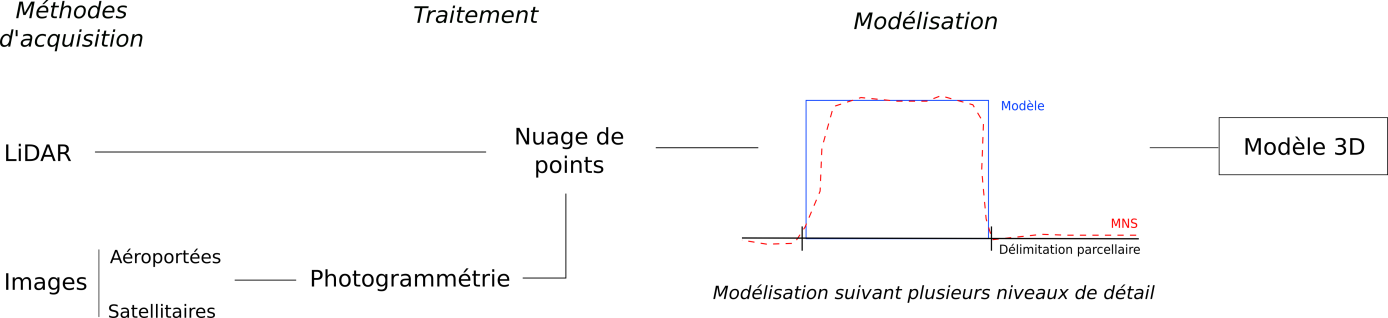 Méthodes
d'acquisition
Traitement
Modélisation
LiDAR
Nuage de
points
Modèle
MNS
Délimitation parcellaire
Modèle 3D
Images
Aéroportées
Satellitaires
Photogrammétrie
Modélisation suivant plusieurs niveaux de détail